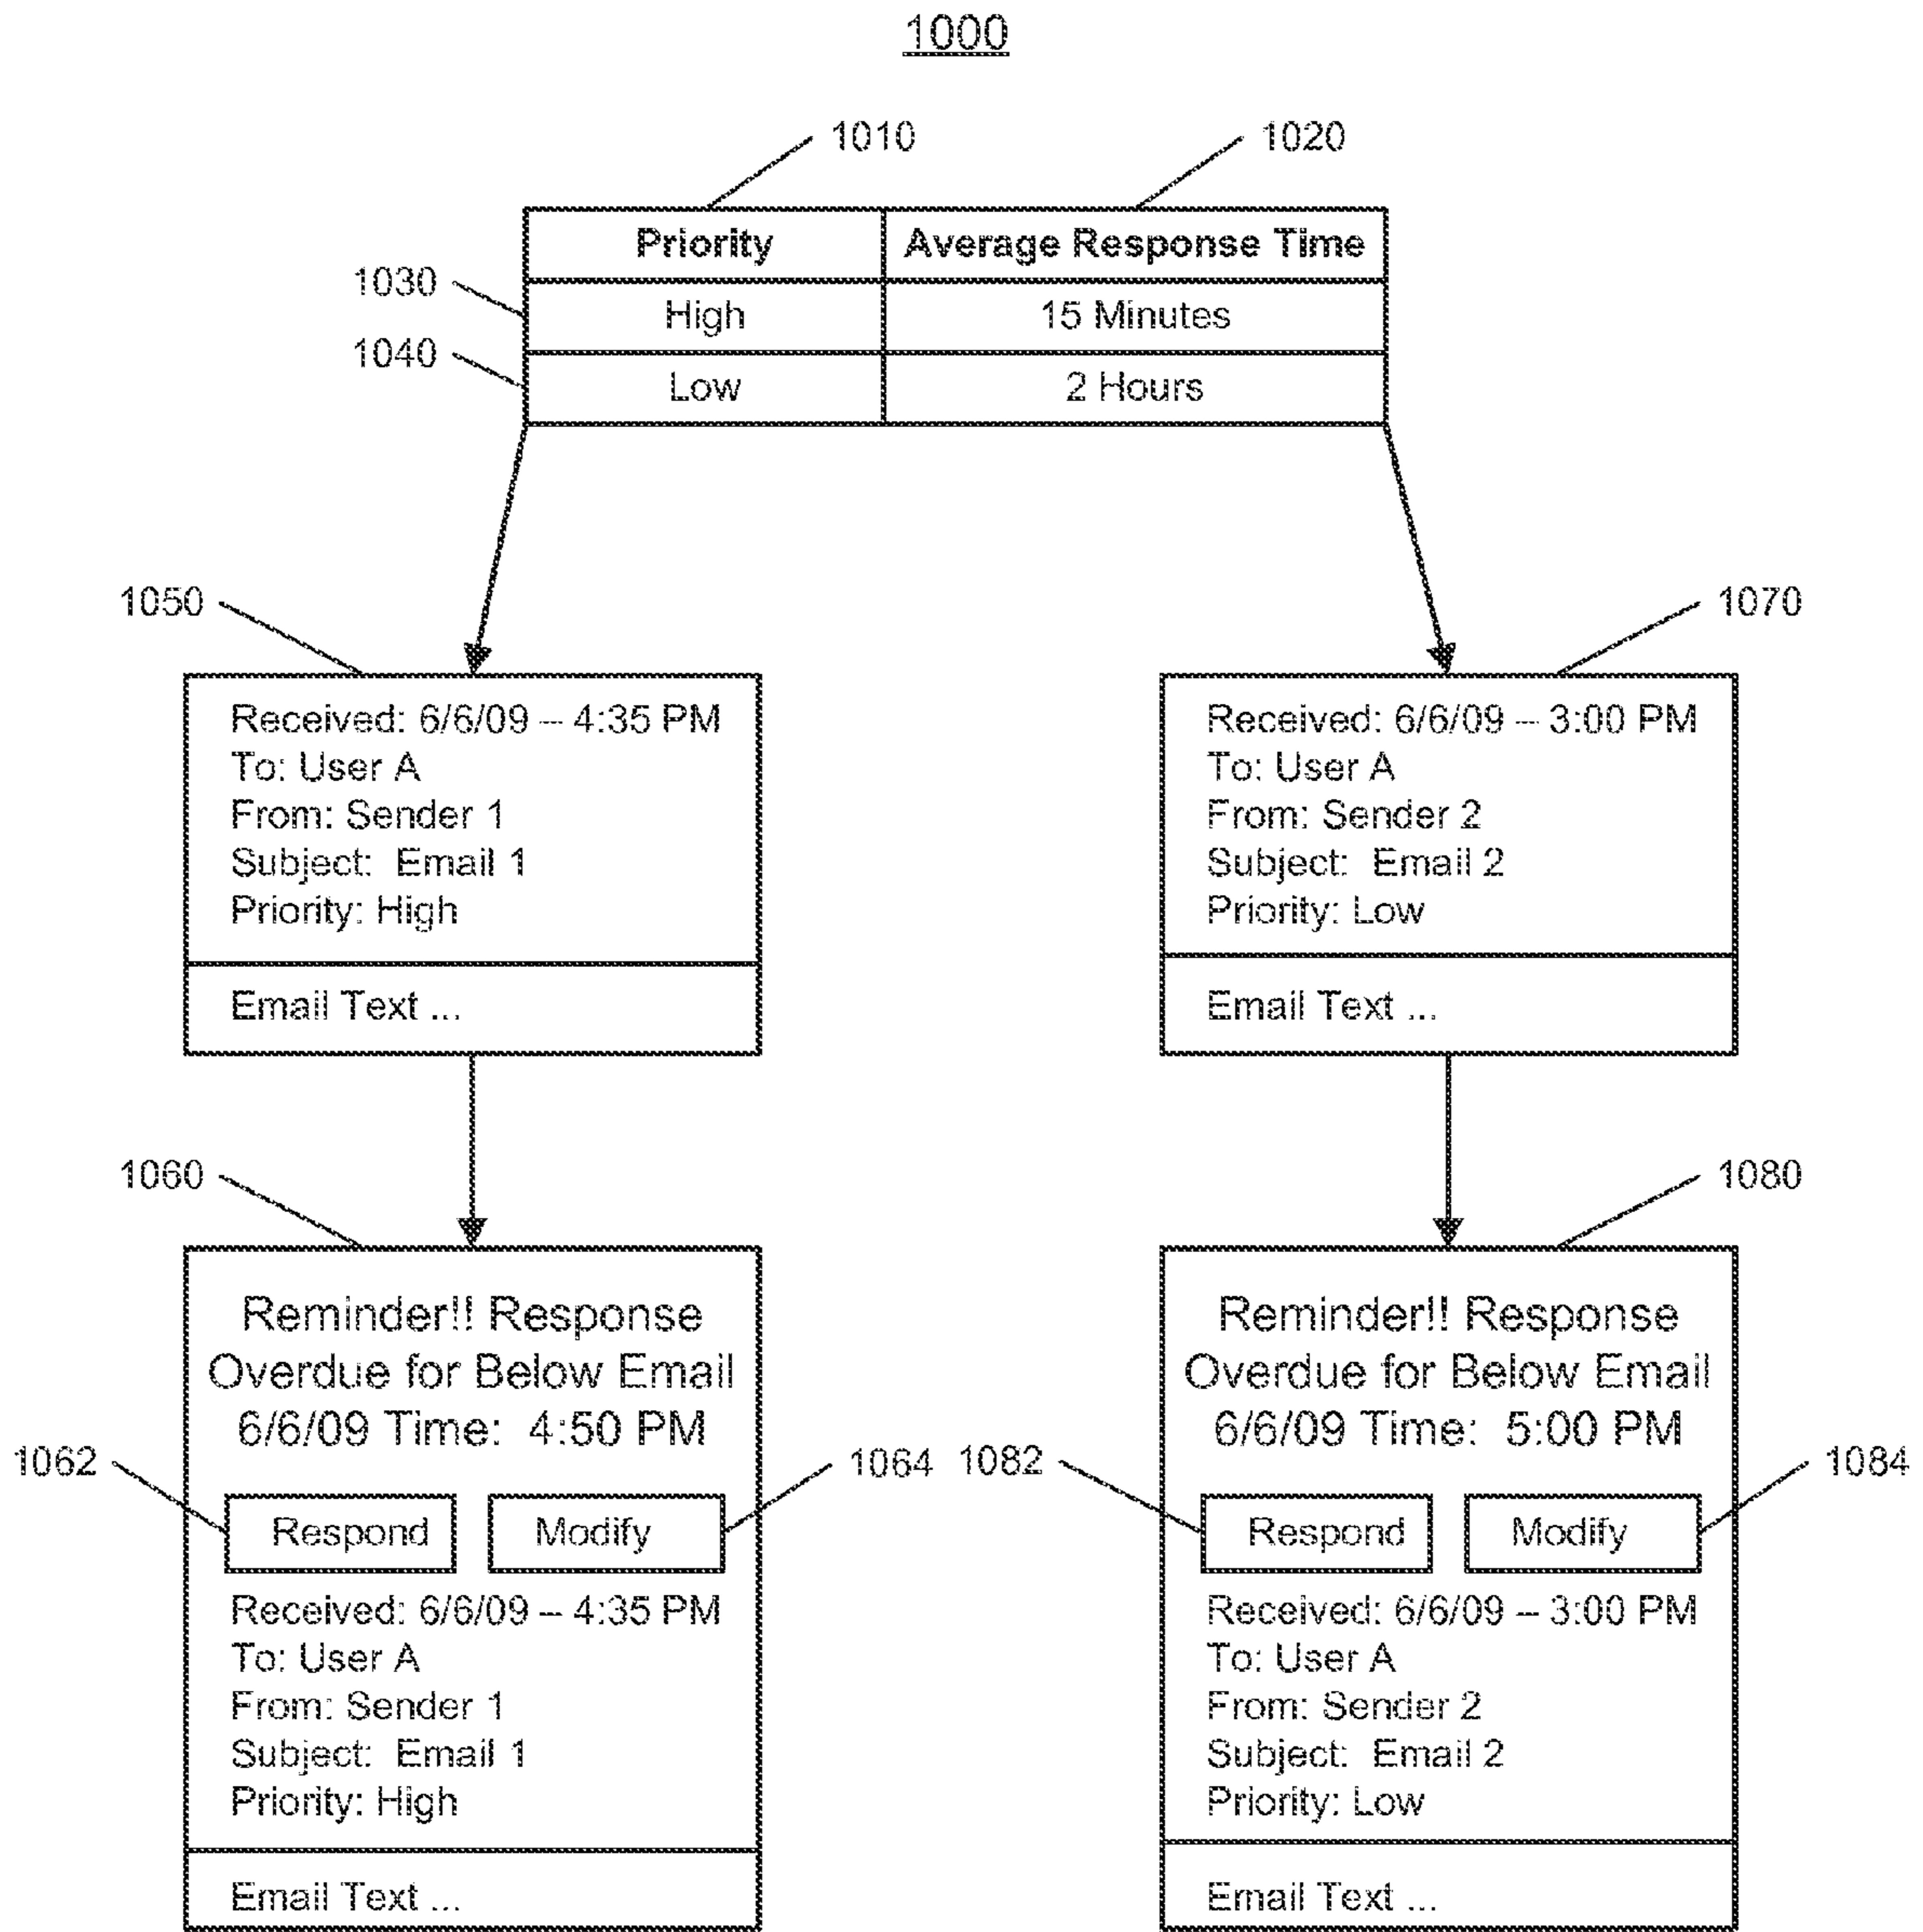 1000
1010
1020
Priority
Average Response Time
1030
High
15 Minutes
1040
Low
2 Hours
1050
Received: 6/6/09 – 4:35 PM
To: User A
From: Sender 1
Subject: Email 1
Priority: High
Email Text ...
1070
Received: 6/6/09 – 3:00 PM
To: User A
From: Sender 2
Subject: Email 2
Priority: Low
Email Text ...
1060
Reminder!! Response
Overdue for Below Email
6/6/09 Time: 4:50 PM
1062
1064
Respond
Modify
Received: 6/6/09 – 4:35 PM
To: User A
From: Sender 1
Subject: Email 1
Priority: High
Email Text ...
1080
Reminder!! Response
Overdue for Below Email
6/6/09 Time: 5:00 PM
1082
1084
Respond
Modify
Received: 6/6/09 – 3:00 PM
To: User A
From: Sender 2
Subject: Email 2
Priority: Low
Email Text ...